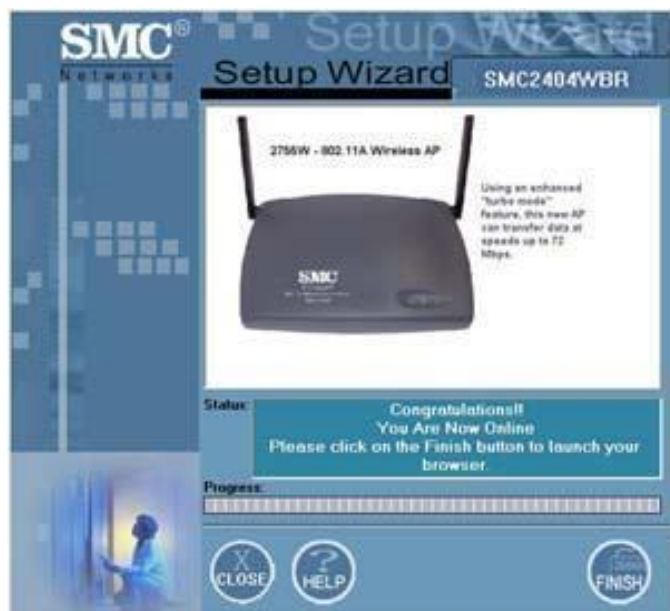 SMC®
Networks
Setup Wizard
Setup Wizard
SMC2404WBR
2755W - 802.11A Wireless AP
Using an enhanced
"turbo mode"
feature, this new AP
can transfer data at
speeds up to 72
Mbps.
SMC
Status:
Congratulations!!
You Are Now Online
Please click on the Finish button to launch your
browser.
Progress:
CLOSE
HELP
FINISH